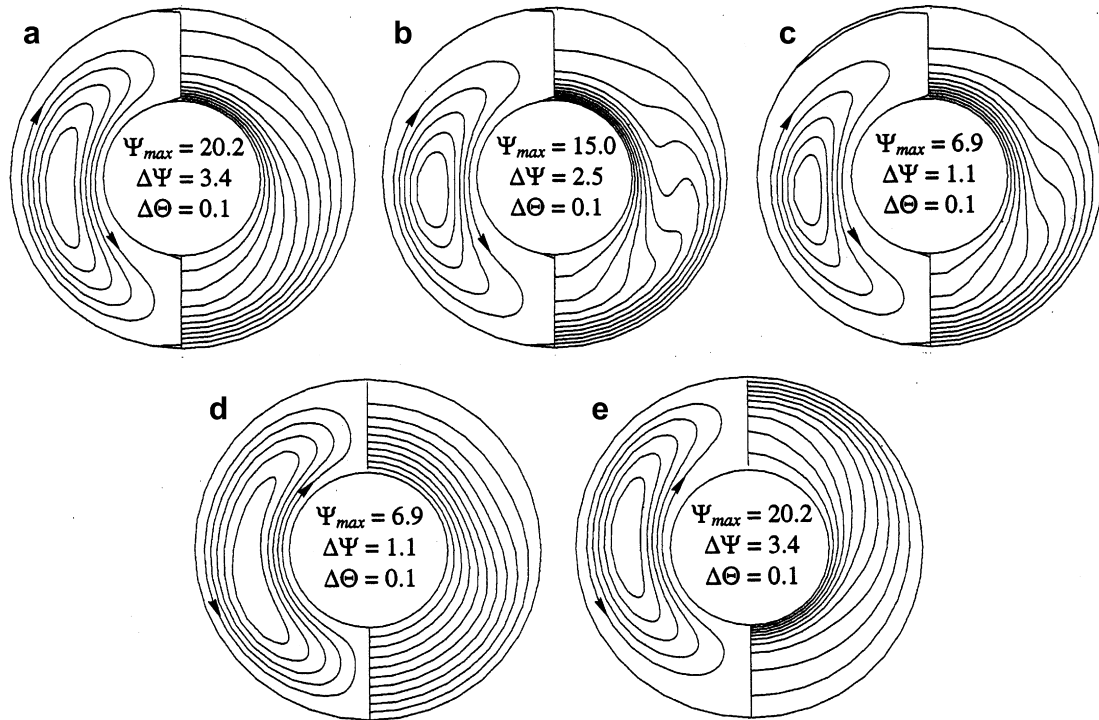 a
Ψmax = 20.2
ΔΨ = 3.4
ΔΘ = 0.1
b
Ψmax = 15.0
ΔΨ = 2.5
ΔΘ = 0.1
c
Ψmax = 6.9
ΔΨ = 1.1
ΔΘ = 0.1
d
Ψmax = 6.9
ΔΨ = 1.1
ΔΘ = 0.1
e
Ψmax = 20.2
ΔΨ = 3.4
ΔΘ = 0.1